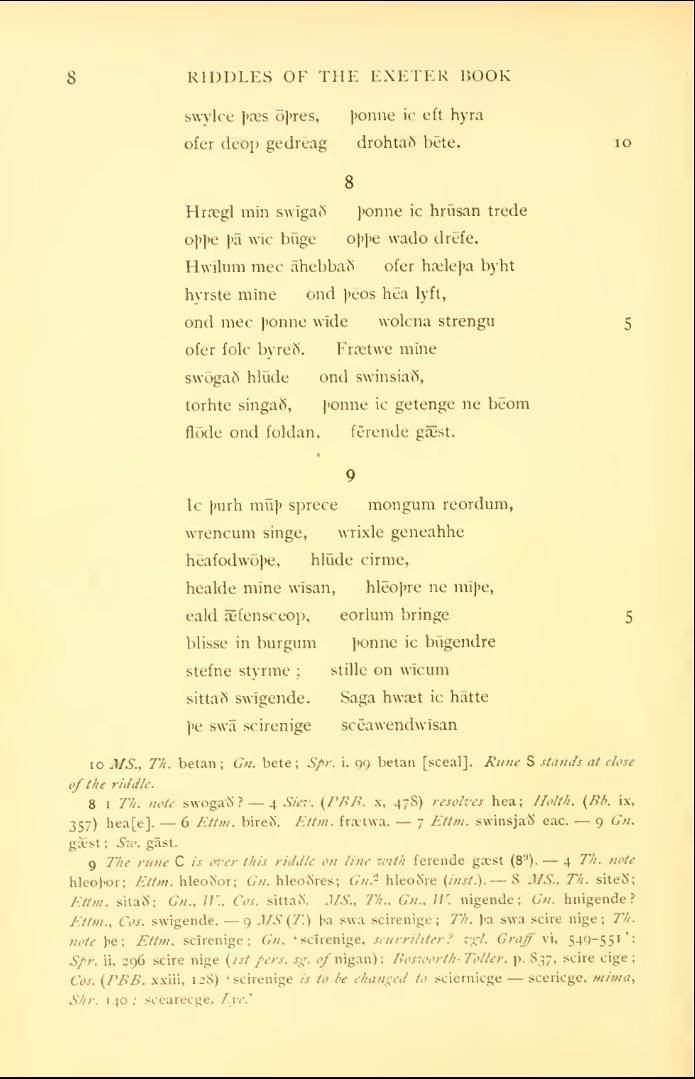 8 RIDDLES OF THE EXETER BOOK
swylce þæs ōþres, þonne ic eft hyra
ofer dēop gedrēag drohtað bēte. 10
8
Hrægl mīn swīgað þonne ic hrūsan trede
oþþe þā wīc būge oþþe wado drēfe.
Hwīlum mec āhebbað ofer hæleþa byht
hyrste mīne ond þēos hēa lyft,
ond mec þonne wīde wolcna strengu 5
ofer folc byreð. Frætwe mīne
swōgað hlūde ond swinsiað,
torhte singað, þonne ic getenge ne bēom
flōde ond foldan, fērende gǣst.
9
Ic þurh mūþ sprece mongum reordum,
wrencum singe, wrixle geneahhe
hēafodwōþe, hlūde cirme,
healde mīne wīsan, hlēoþre ne mīþe,
eald ǣfensceop, eorlum bringe 5
blisse in burgum þonne ic būgendre
stefne styrme; stille on wīcum
sittað swīgende. Saga hwæt ic hātte
þe swā scirenige scēawendwīsan
10 MS., Th. betan; Gn. bete; Spr. i, 99 betan [sceal]. Rune S stands at close
of the riddle.
8 1 Th. note swogað? — 4 Siev. (PBB. x, 478) resolves hea; Holth. (Bb. ix,
357) hea[e]. — 6 Ettm. bireð. Ettm. frætwa. — 7 Ettm. swinsjað eac. — 9 Gn.
gæst; Sw. gāst.
9 The rune C is over this riddle on line with ferende gæst (8⁹). — 4 Th. note
hleoþor; Ettm. hleoðor; Gn. hleoðres; Gn.² hleoðre (inst.). — 8 MS., Th. siteð;
Ettm. sitað; Gn., W., Cos. sittað. MS., Th., Gn., W. nigende; Gn. hnigende?
Ettm., Cos. swigende. — 9 MS (T.) þa swa scirenige; Th. þa swa scire nige; Th.
note þe; Ettm. scīrenige; Gn. 'scīrenige, scurriliter? vgl. Graff vi, 549–551';
Spr. ii, 296 scire nige (1st pers. sg. of nigan); Bosworth-Toller, p. 837, scire cige;
Cos. (PBB. xxiii, 128) 'scirenige is to be changed to sciernicge — scericge, mima,
Shr. 140; scearecge, Lye.'